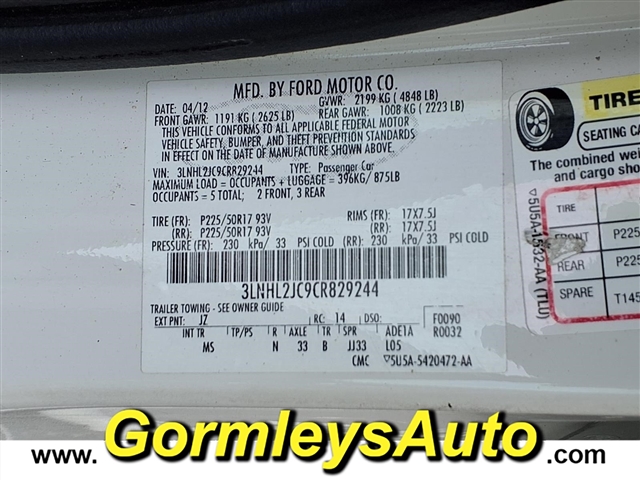 MFD. BY FORD MOTOR CO.
DATE: 04/12 GVWR: 2199 KG ( 4848 LB)
FRONT GAWR: 1191 KG ( 2625 LB) REAR GAWR: 1008 KG ( 2223 LB)
THIS VEHICLE CONFORMS TO ALL APPLICABLE FEDERAL MOTOR
VEHICLE SAFETY, BUMPER, AND THEFT PREVENTION STANDARDS
IN EFFECT ON THE DATE OF MANUFACTURE SHOWN ABOVE.
VIN: 3LNHL2JC9CR829244 TYPE: Passenger Car
MAXIMUM LOAD = OCCUPANTS + LUGGAGE = 396KG/ 875LB
OCCUPANTS = 5 TOTAL; 2 FRONT, 3 REAR
TIRE (FR): P225/50R17 93V RIMS (FR): 17X7.5J
(RR): P225/50R17 93V (RR): 17X7.5J
PRESSURE (FR): 230 kPa/ 33 PSI COLD (RR): 230 kPa/ 33 PSI COLD
3LNHL2JC9CR829244
TRAILER TOWING - SEE OWNER GUIDE
EXT PNT: JZ RC: 14 DSO: F0090
INT TR TP/PS R AXLE TR SPR ADE1A R0032
MS N 33 B JJ33 L05
CMC ▽5U5A-5420472-AA
TIRE
SEATING CA
The combined wei
and cargo sho
▽5U5A-1532-AA (TLU)
TIRE
FRONT P225
REAR P225
SPARE T145
www. GormleysAuto .com